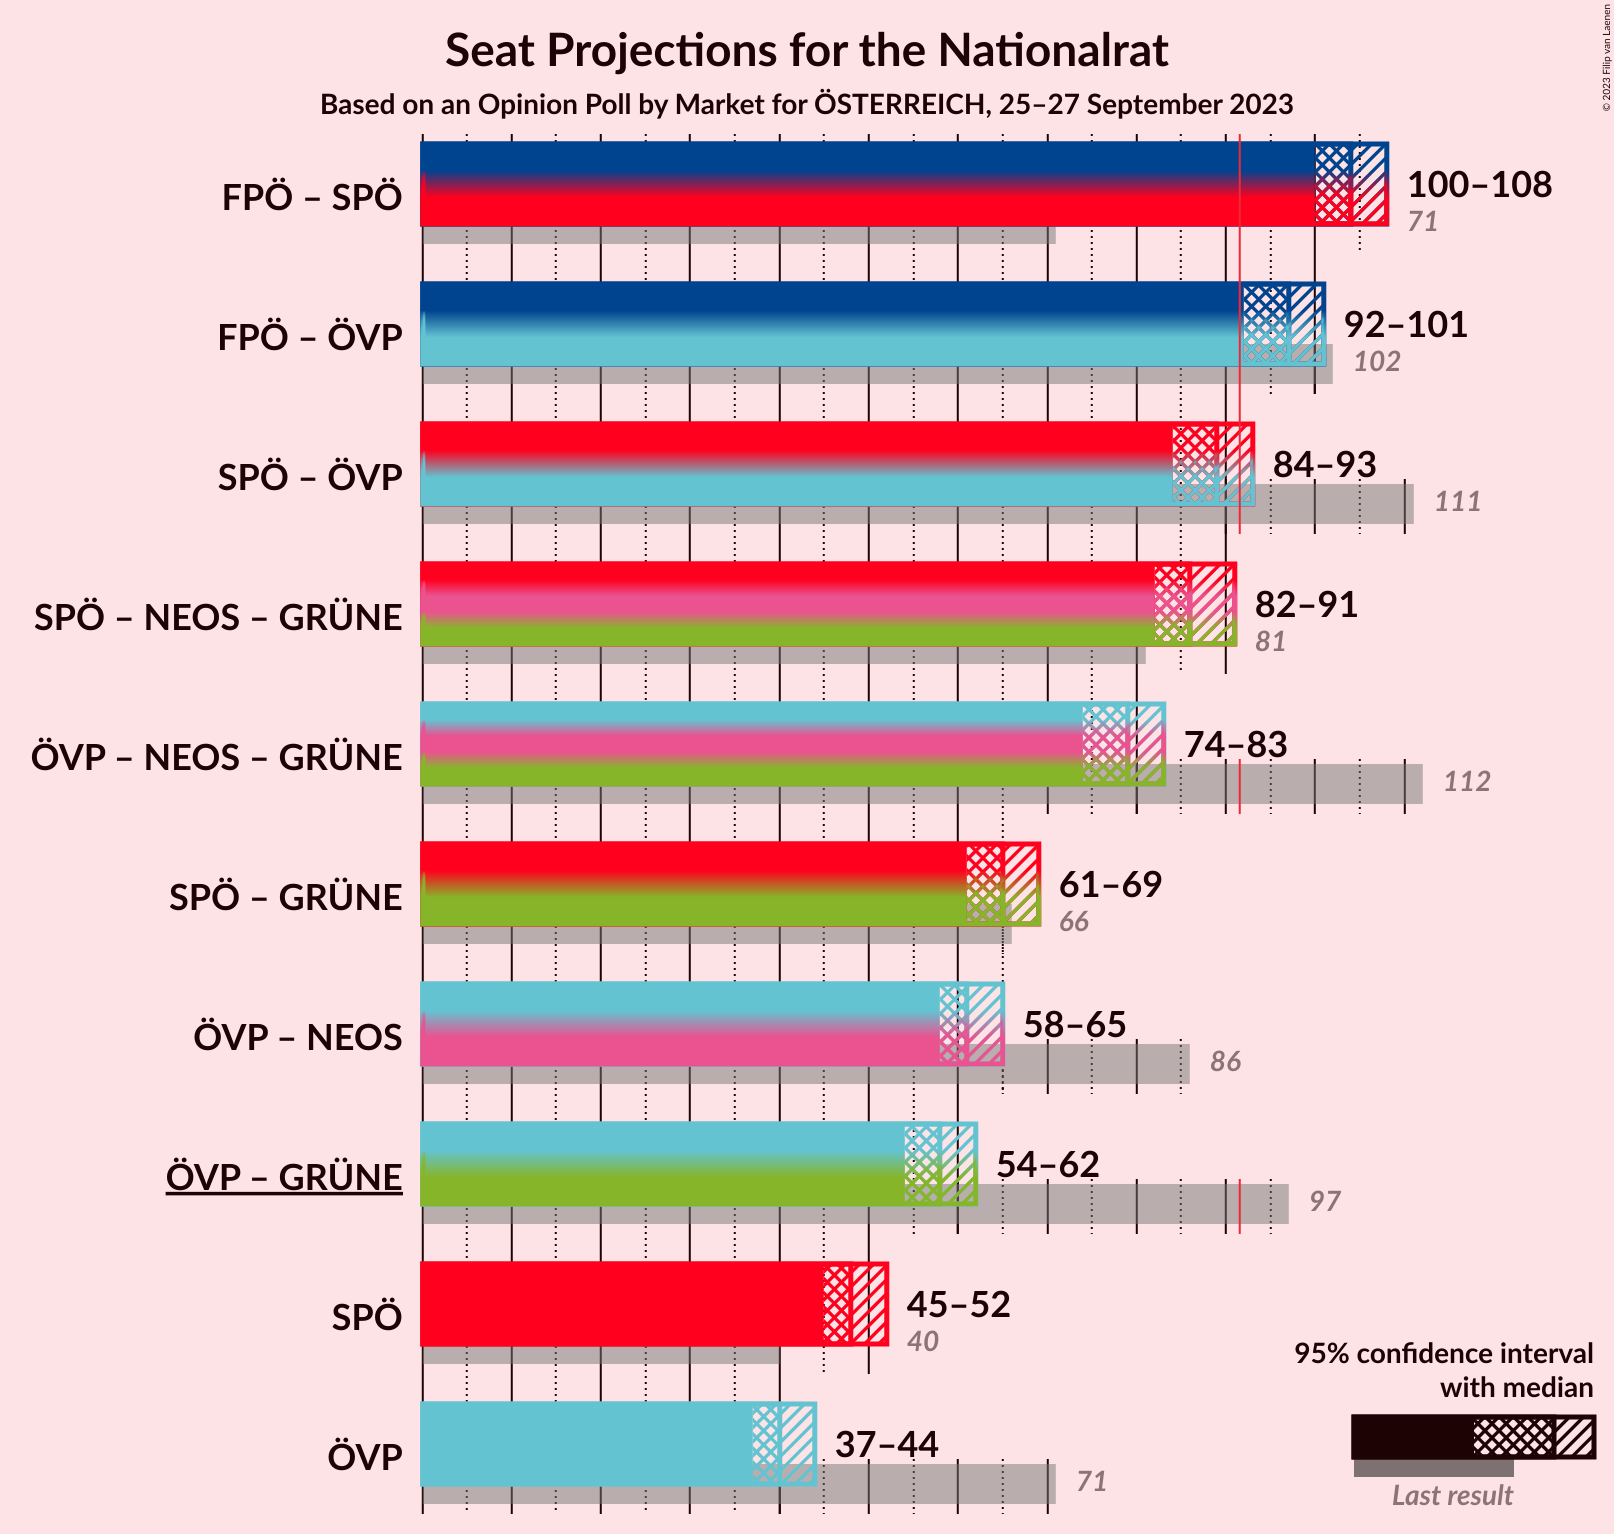 Seat Projections for the Nationalrat
Based on an Opinion Poll by Market for ÖSTERREICH, 25–27 September 2023
© 2023 Filip van Laenen
FPÖ – SPÖ
100–108
71
FPÖ – ÖVP
92–101
102
SPÖ – ÖVP
84–93
111
SPÖ – NEOS – GRÜNE
82–91
81
ÖVP – NEOS – GRÜNE
74–83
112
SPÖ – GRÜNE
61–69
66
ÖVP – NEOS
58–65
86
ÖVP – GRÜNE
54–62
97
SPÖ
45–52
40
ÖVP
37–44
71
95% confidence interval
with median
Last result